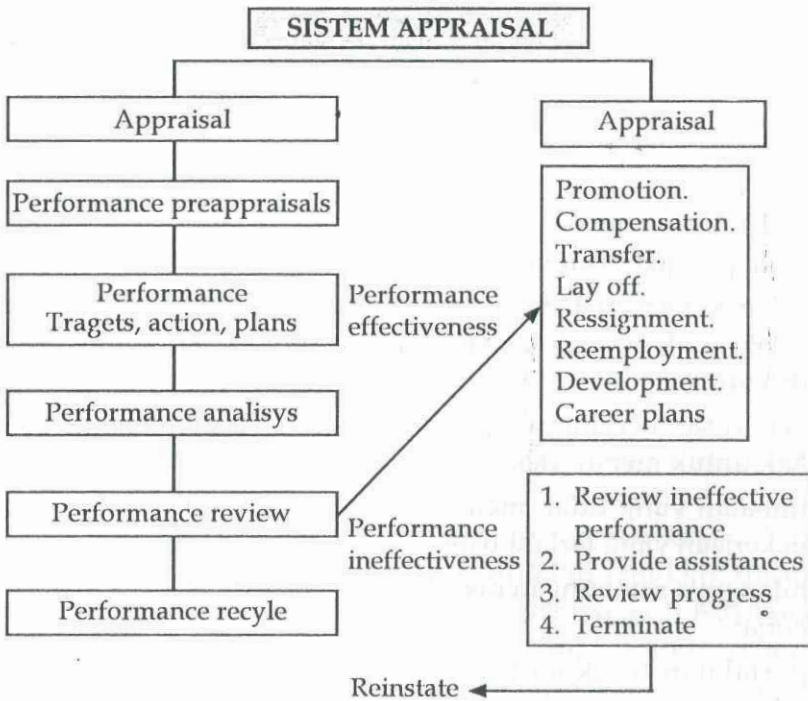 SISTEM APPRAISAL
Appraisal
Performance preappraisals
Performance
Tragets, action, plans
Performance analisys
Performance review
Performance recyle
Performance
effectiveness
Performance
ineffectiveness
Appraisal
Promotion.
Compensation.
Transfer.
Lay off.
Ressignment.
Reemployment.
Development.
Career plans
1. Review ineffective
performance
2. Provide assistances
3. Review progress
4. Terminate
Reinstate